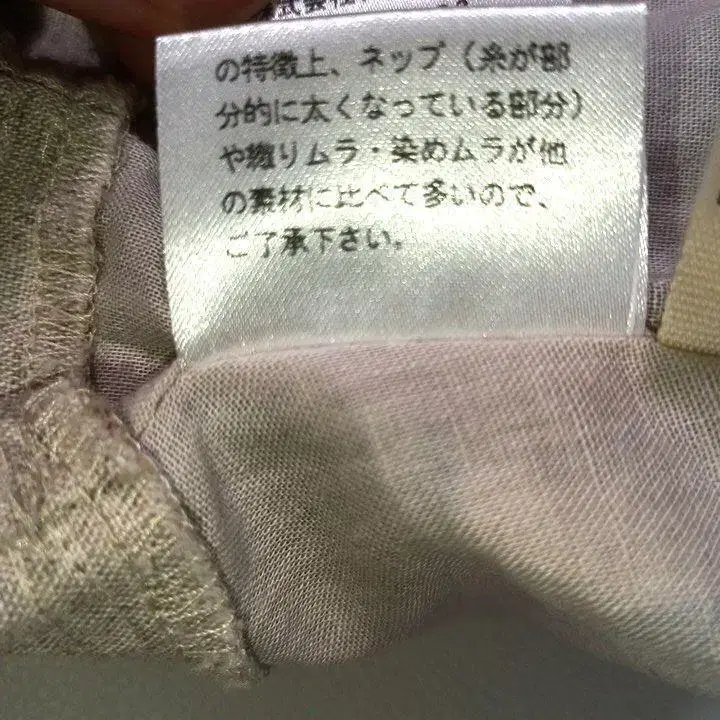 の特徴上、ネップ（糸が部
分的に太くなっている部分）
や織りムラ・染めムラが他
の素材に比べて多いので、
ご了承下さい。